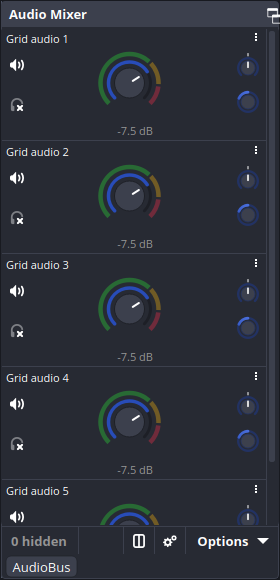 Audio Mixer
Grid audio 1
-7.5 dB
Grid audio 2
-7.5 dB
Grid audio 3
-7.5 dB
Grid audio 4
-7.5 dB
Grid audio 5
0 hidden
Options
AudioBus